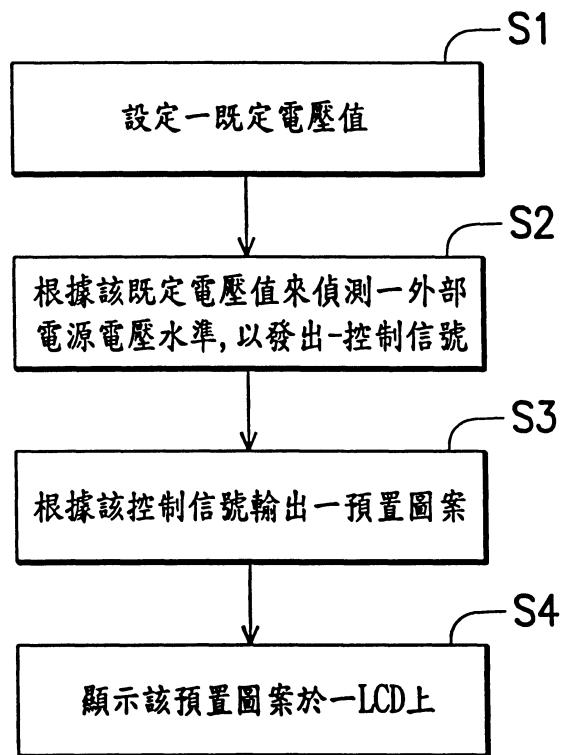 S1
設定一既定電壓值
S2
根據該既定電壓值來偵測一外部
電源電壓水準,以發出-控制信號
S3
根據該控制信號輸出一預置圖案
S4
顯示該預置圖案於一LCD上